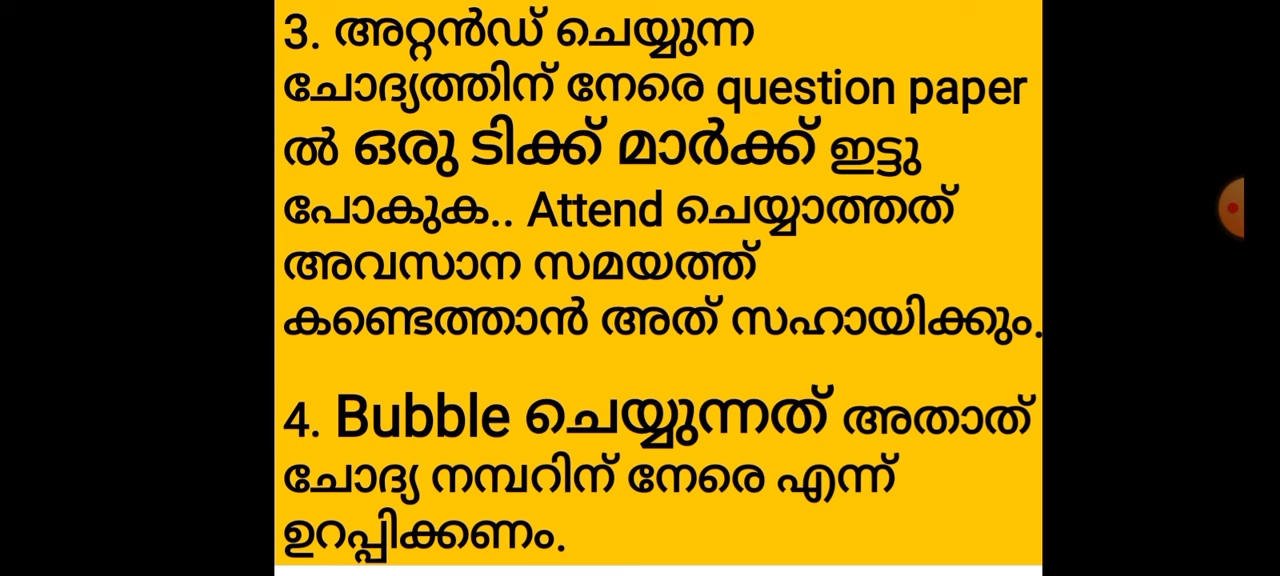 3. അറ്റൻഡ് ചെയ്യുന്ന
ചോദ്യത്തിന് നേരെ question paper
ൽ ഒരു ടിക്ക് മാർക്ക് ഇട്ടു
പോകുക.. Attend ചെയ്യാത്തത്
അവസാന സമയത്ത്
കണ്ടെത്താൻ അത് സഹായിക്കും.
4. Bubble ചെയ്യുന്നത് അതാത്
ചോദ്യ നമ്പറിന് നേരെ എന്ന്
ഉറപ്പിക്കണം.